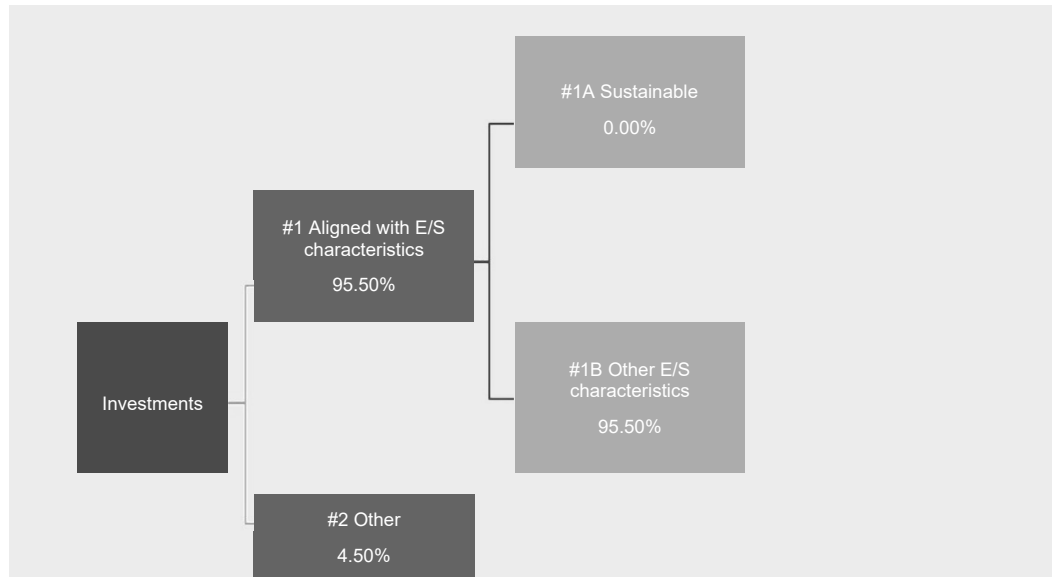 #1A Sustainable
0.00%
#1 Aligned with E/S
characteristics
95.50%
Investments
#1B Other E/S
characteristics
95.50%
#2 Other
4.50%